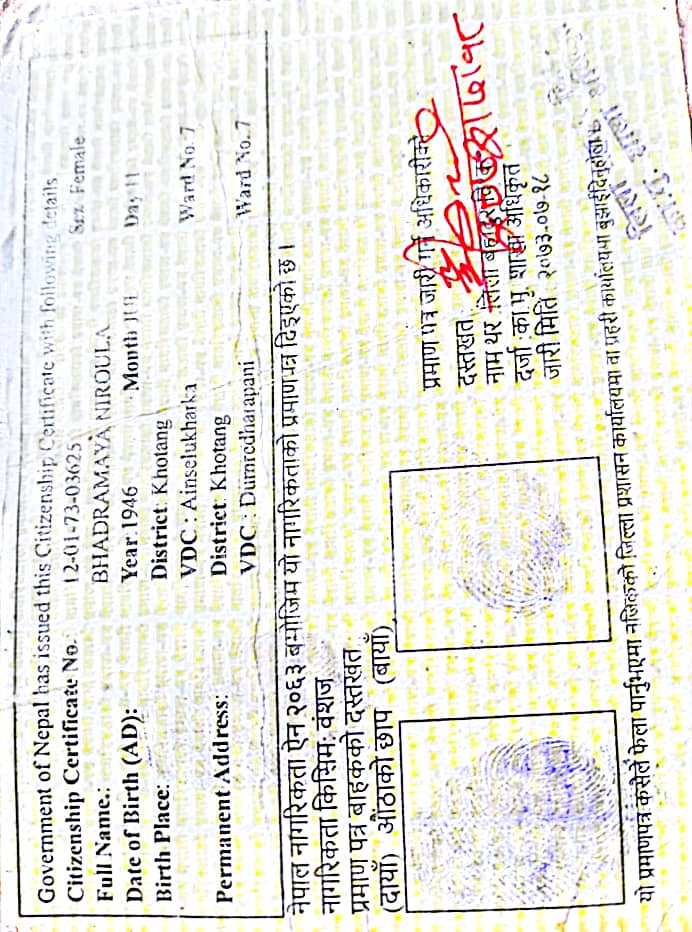 Government of Nepal has issued this Citizenship Certificate with following details
Citizenship Certificate No. 12-01-73-03625 Sex: Female
Full Name.: BHADRAMAYA NIROULA
Date of Birth (AD): Year: 1946 Month: JUL Day 11
Birth Place: District: Khotang
VDC : Ainselukharka Ward No. 7
Permanent Address: District: Khotang
VDC : Dumredharapani Ward No. 7
नेपाल नागरिकता ऐन २०६३ बमोजिम यो नागरिकताको प्रमाणपत्र दिइएको छ ।
नागरिकता किसिम: वंशज
प्रमाण पत्र बाहकको दस्तखत
(दायाँ) औंठाको छाप (बायाँ)
प्रमाण पत्र जारी गर्ने अधिकारीको
दस्तखत
नाम थर
दर्जा : का.मु. शाखा अधिकृत
जारी मिति २०७३-०७-१८
यो प्रमाणपत्र कसैले फेला पार्नुभएमा नजिकको जिल्ला प्रशासन कार्यालयमा वा प्रहरी कार्यालयमा बुझाईदिनुहोला